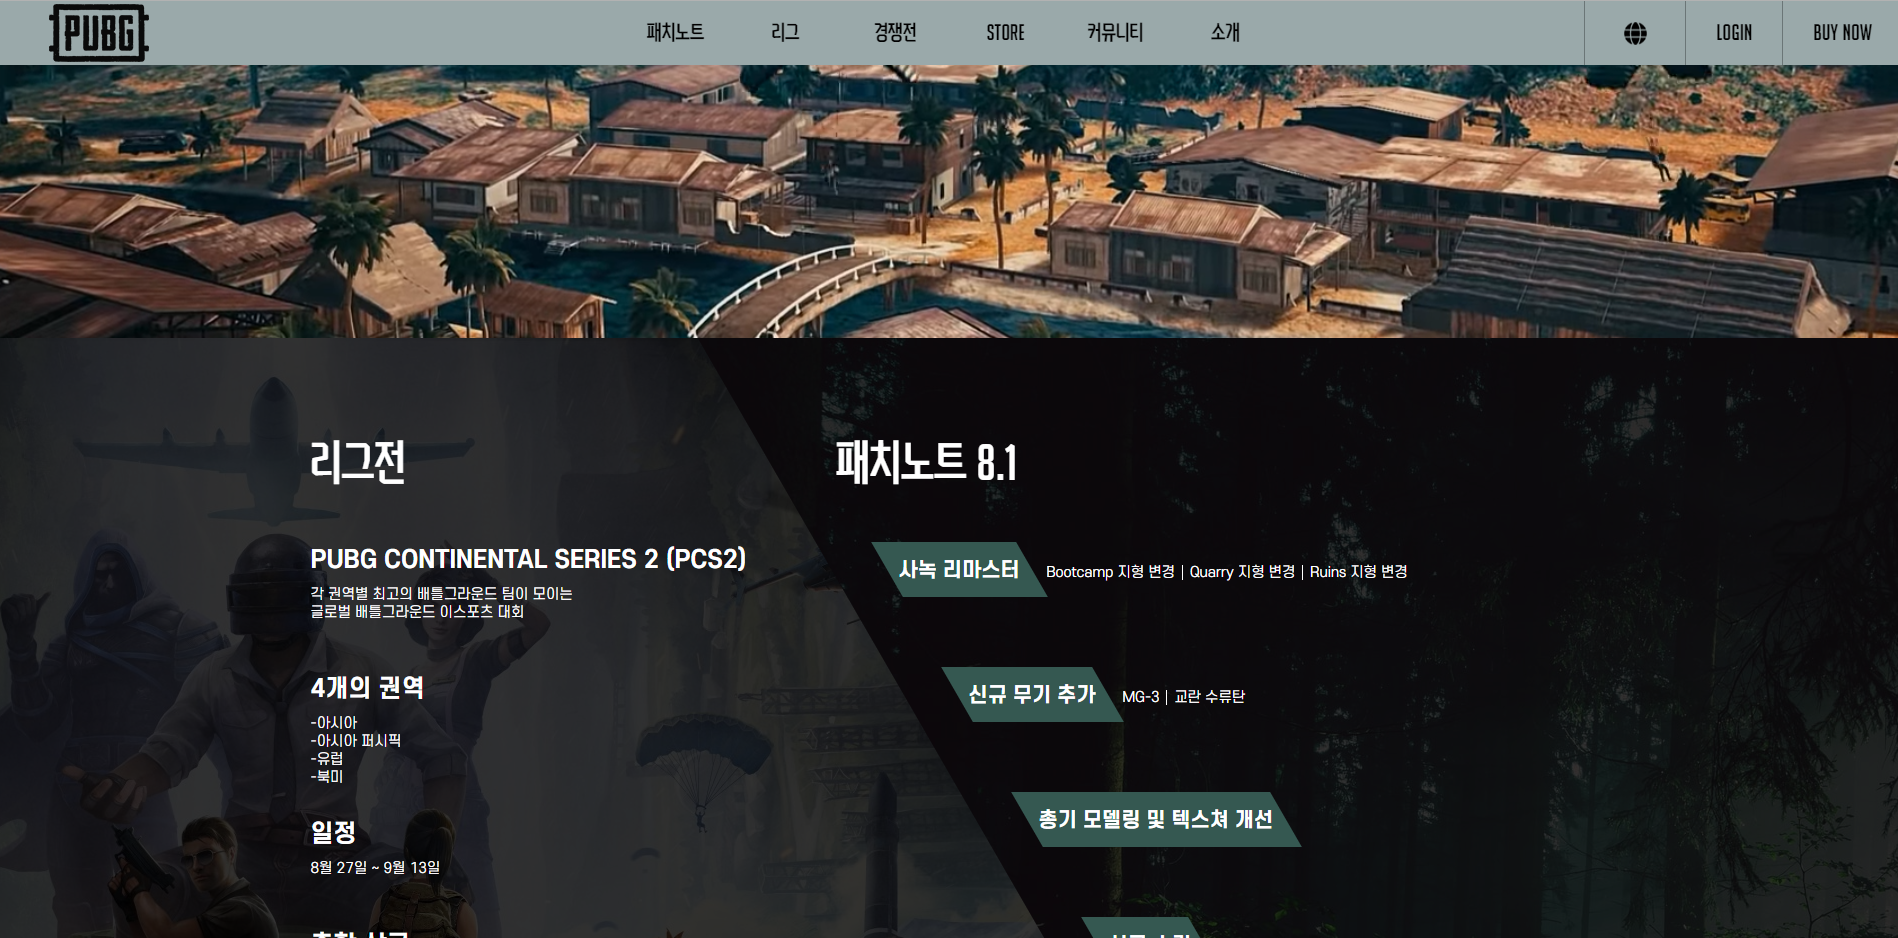 PUBG
패치노트
리그
경쟁전
STORE
커뮤니티
소개
LOGIN
BUY NOW
리그전
PUBG CONTINENTAL SERIES 2 (PCS2)
각 권역별 최고의 배틀그라운드 팀이 모이는
글로벌 배틀그라운드 이스포츠 대회
4개의 권역
-아시아
-아시아 퍼시픽
-유럽
-북미
일정
8월 27일 ~ 9월 13일
패치노트 8.1
사녹 리마스터
Bootcamp 지형 변경 | Quarry 지형 변경 | Ruins 지형 변경
신규 무기 추가
MG-3 | 교란 수류탄
총기 모델링 및 텍스쳐 개선